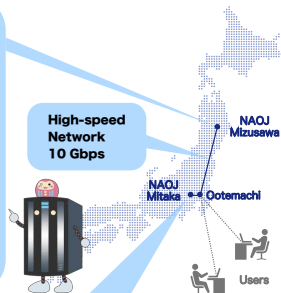 High-speed
Network
10 Gbps
NAOJ
Mizusawa
NAOJ
Mitaka
Ootemachi
Users